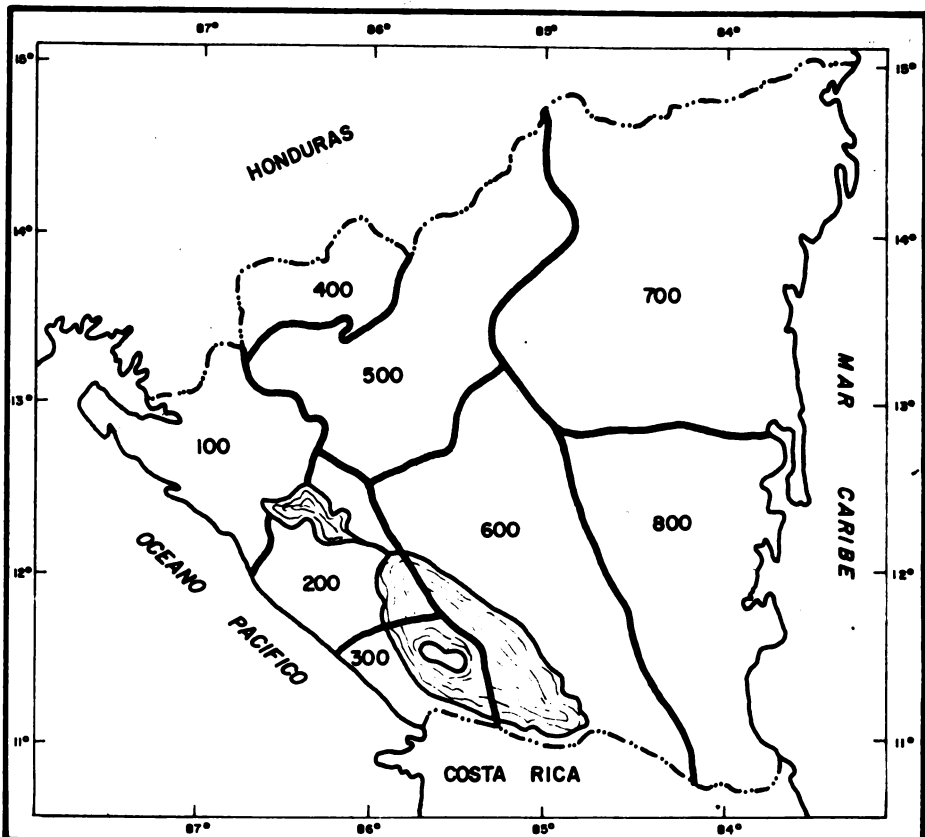 87° 86° 85° 84°
15° 15°
HONDURAS
14° 14°
400
700
500
MAR CARIBE
13° 13°
100
600
800
OCEANO PACIFICO
12° 12°
200
300
11° 11°
COSTA RICA
87° 86° 85° 84°